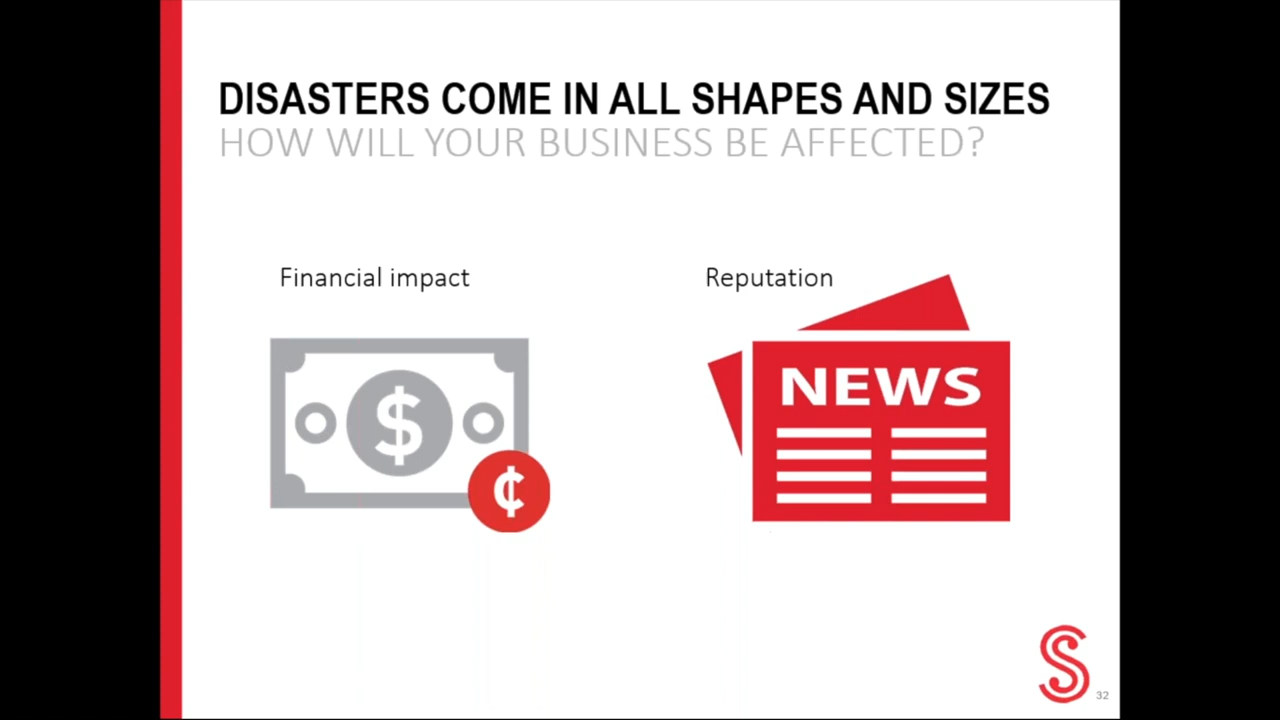 DISASTERS COME IN ALL SHAPES AND SIZES
HOW WILL YOUR BUSINESS BE AFFECTED?
Financial impact
Reputation
$
¢
NEWS
S
32